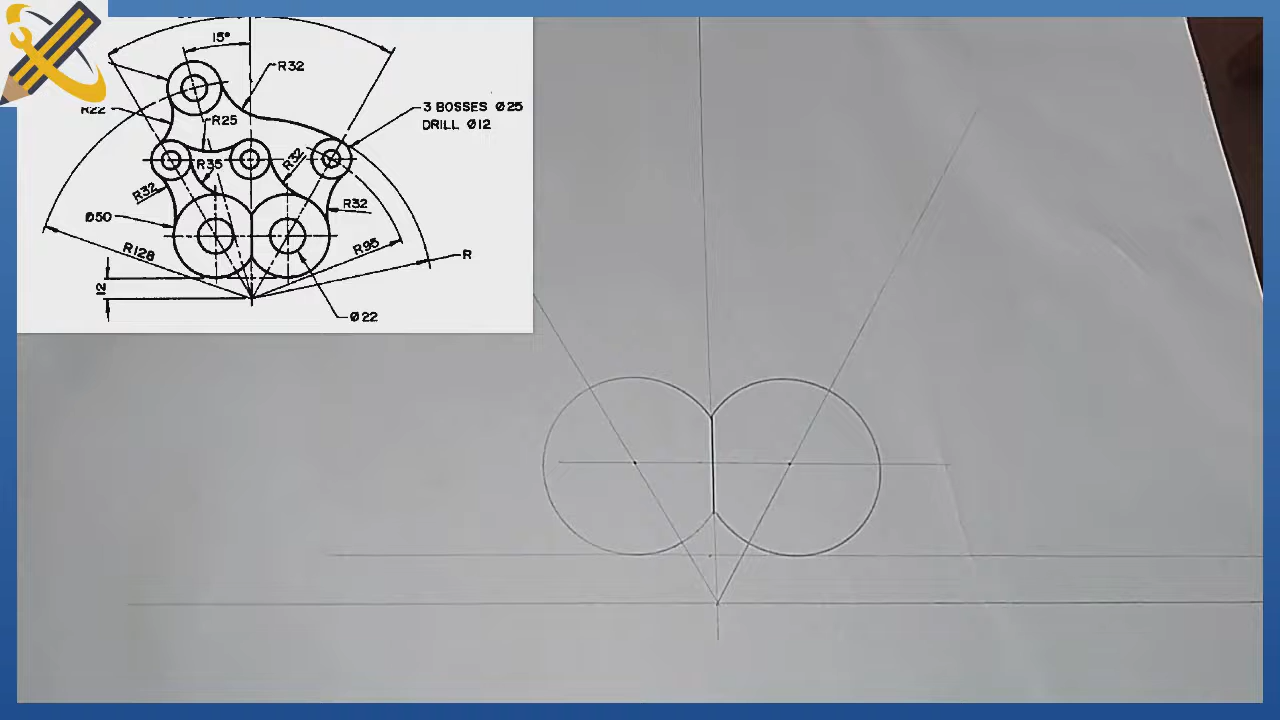 15°
R32
R22
3 BOSSES Ø25
R25
DRILL Ø12
R35
R32
R32
Ø50
R32
R128
R95
R
12
Ø22